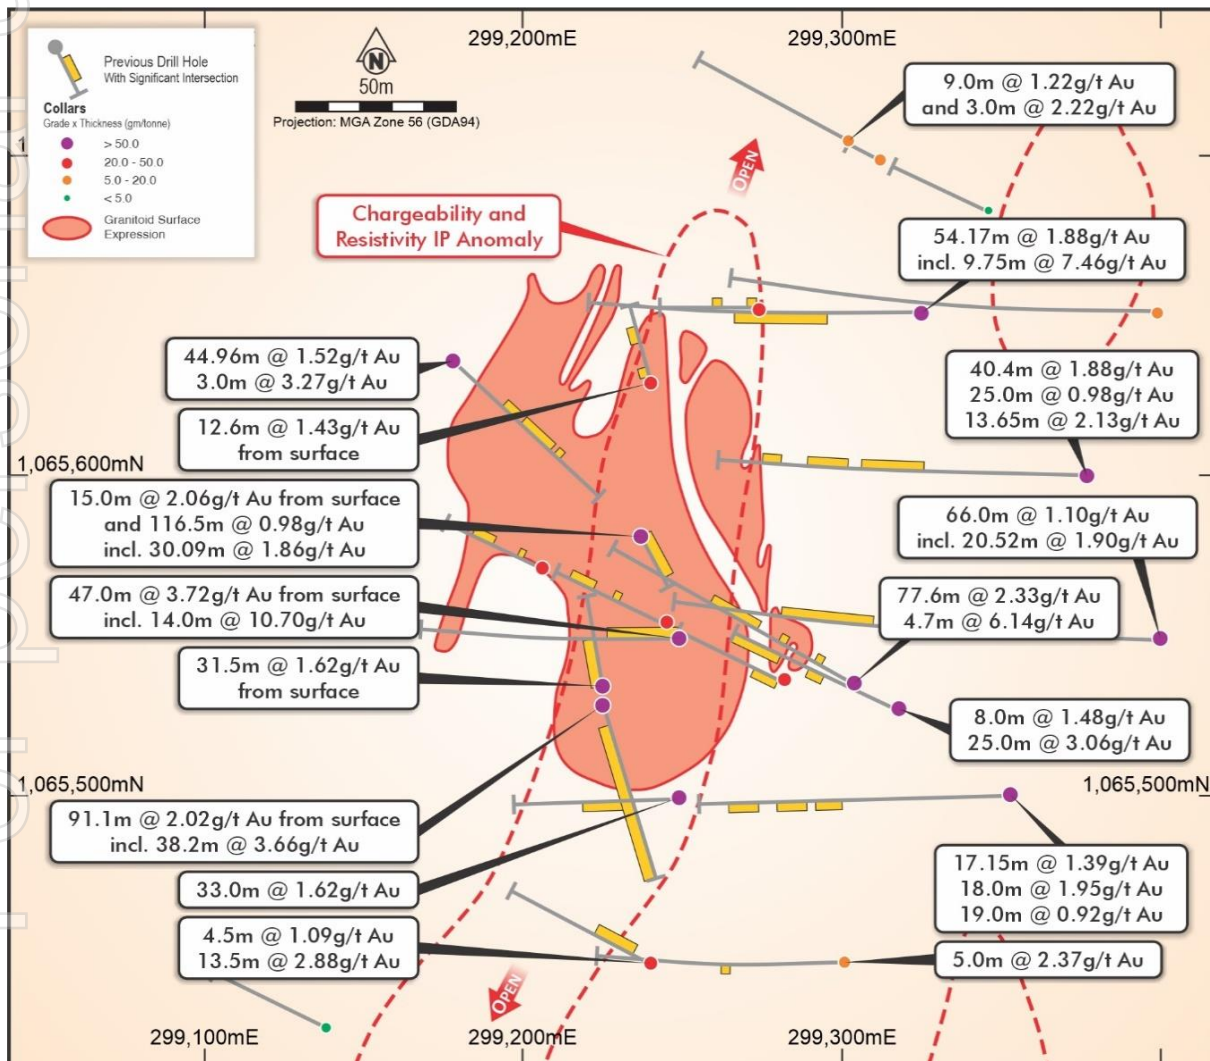 299,200mE
299,300mE
Previous Drill Hole
With Significant Intersection
Collars
Grade x Thickness (gm/tonne)
> 50.0
20.0 - 50.0
5.0 - 20.0
< 5.0
Granitoid Surface
Expression
N
50m
Projection: MGA Zone 56 (GDA94)
9.0m @ 1.22g/t Au
and 3.0m @ 2.22g/t Au
OPEN
Chargeability and
Resistivity IP Anomaly
54.17m @ 1.88g/t Au
incl. 9.75m @ 7.46g/t Au
44.96m @ 1.52g/t Au
3.0m @ 3.27g/t Au
40.4m @ 1.88g/t Au
25.0m @ 0.98g/t Au
13.65m @ 2.13g/t Au
12.6m @ 1.43g/t Au
from surface
1,065,600mN
15.0m @ 2.06g/t Au from surface
and 116.5m @ 0.98g/t Au
incl. 30.09m @ 1.86g/t Au
66.0m @ 1.10g/t Au
incl. 20.52m @ 1.90g/t Au
47.0m @ 3.72g/t Au from surface
incl. 14.0m @ 10.70g/t Au
77.6m @ 2.33g/t Au
4.7m @ 6.14g/t Au
31.5m @ 1.62g/t Au
from surface
8.0m @ 1.48g/t Au
25.0m @ 3.06g/t Au
1,065,500mN
1,065,500mN
91.1m @ 2.02g/t Au from surface
incl. 38.2m @ 3.66g/t Au
17.15m @ 1.39g/t Au
18.0m @ 1.95g/t Au
19.0m @ 0.92g/t Au
33.0m @ 1.62g/t Au
4.5m @ 1.09g/t Au
13.5m @ 2.88g/t Au
5.0m @ 2.37g/t Au
OPEN
299,100mE
299,200mE
299,300mE